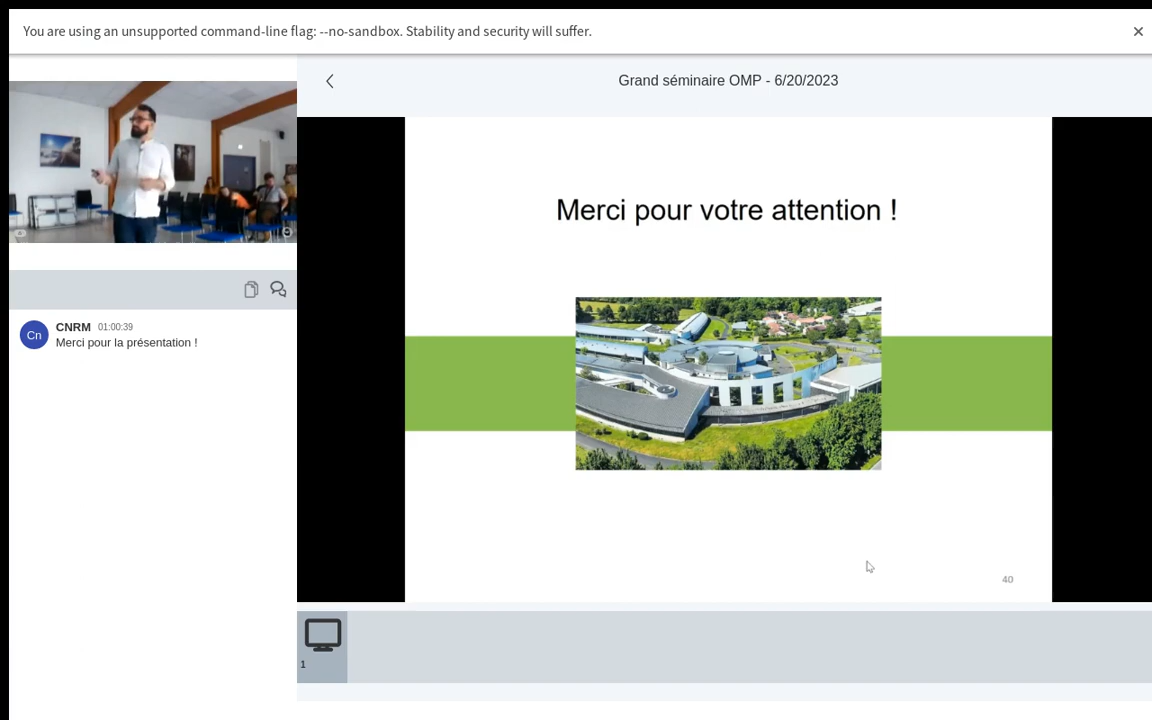 You are using an unsupported command-line flag: --no-sandbox. Stability and security will suffer.
Grand séminaire OMP - 6/20/2023
Merci pour votre attention !
40
Cn
CNRM 01:00:39
Merci pour la présentation !
1